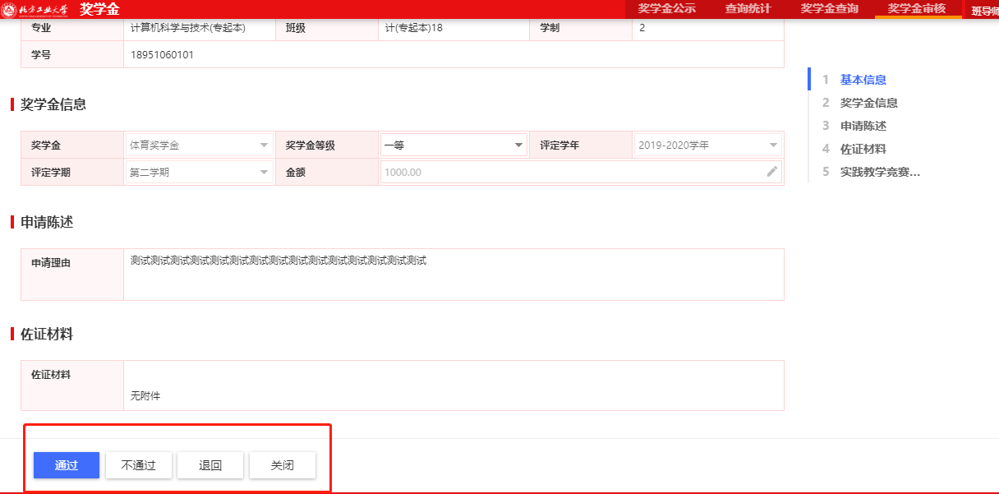 北方工业大学 奖学金 奖学金公示 查询统计 奖学金查询 奖学金审核 班导师
专业 计算机科学与技术(专起本) 班级 计(专起本)18 学制 2
学号 18951060101
1 基本信息
2 奖学金信息
3 申请陈述
4 佐证材料
5 实践教学竞赛...
奖学金信息
奖学金 体育奖学金 奖学金等级 一等 评定学年 2019-2020学年
评定学期 第二学期 金额 1000.00
申请陈述
申请理由 测试测试测试测试测试测试测试测试测试测试测试测试测试测试测试
佐证材料
佐证材料
无附件
通过 不通过 退回 关闭